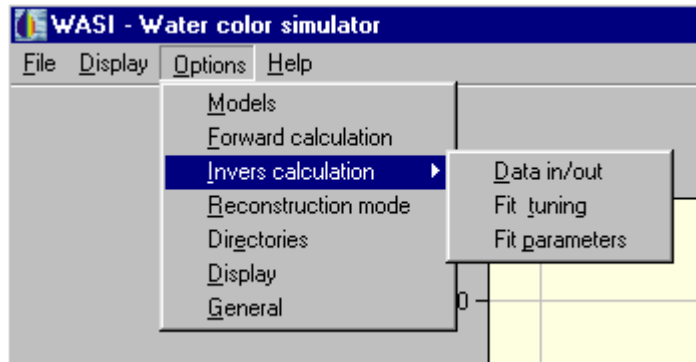 WASI - Water color simulator
File Display Options Help
Models
Forward calculation
Invers calculation
Data in/out
Reconstruction mode
Fit tuning
Directories
Fit parameters
Display
General
0